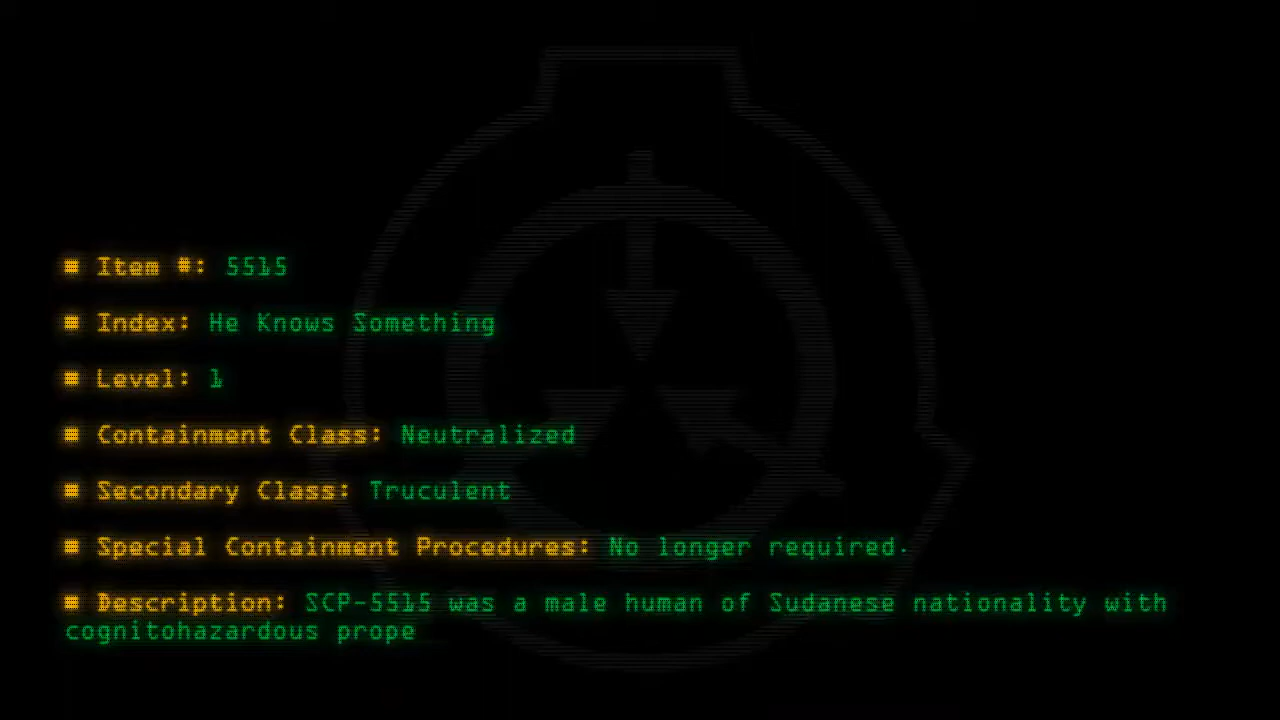 ■ Item #: 5515
■ Index: He Knows Something
■ Level: 1
■ Containment Class: Neutralized
■ Secondary Class: Truculent
■ Special Containment Procedures: No longer required.
■ Description: SCP-5515 was a male human of Sudanese nationality with
cognitohazardous prope